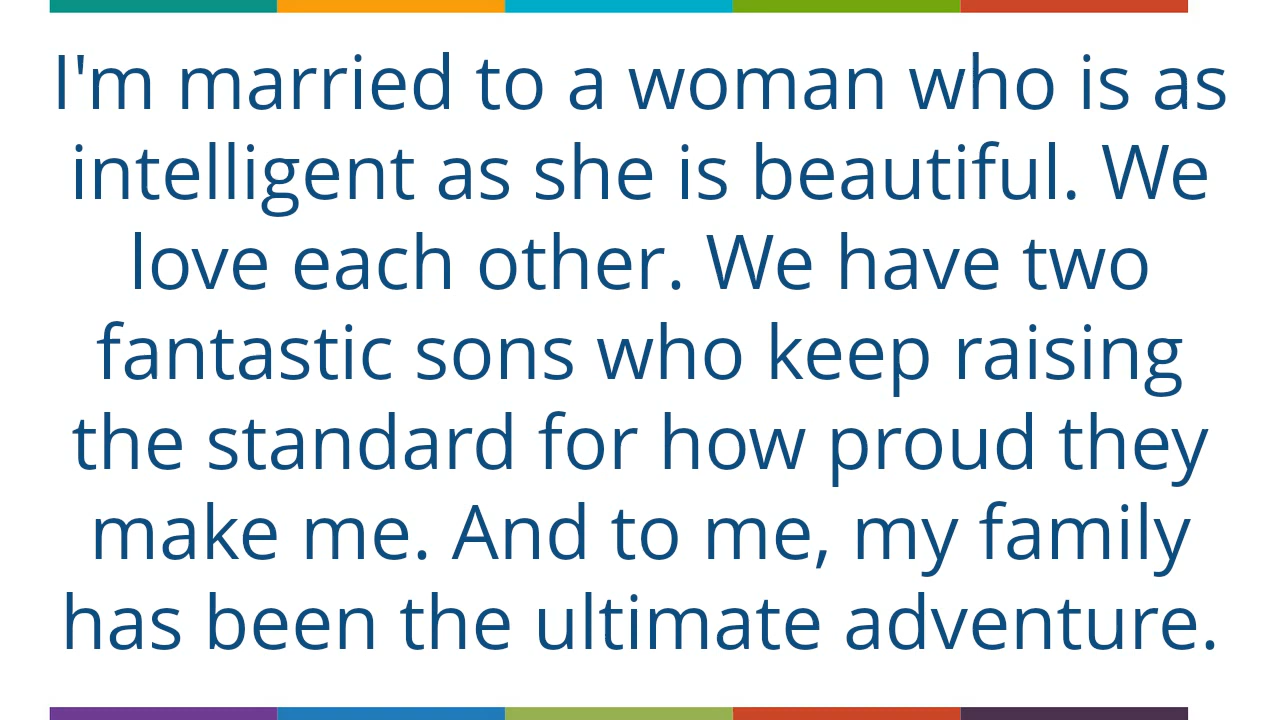 I'm married to a woman who is as
intelligent as she is beautiful. We
love each other. We have two
fantastic sons who keep raising
the standard for how proud they
make me. And to me, my family
has been the ultimate adventure.